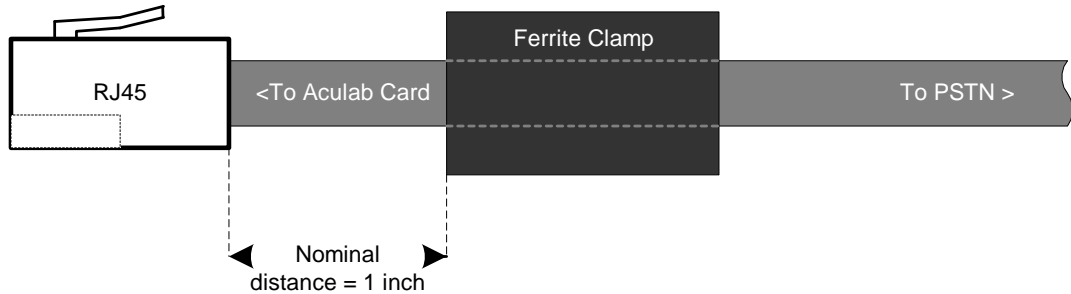 Ferrite Clamp
RJ45
<To Aculab Card
To PSTN >
Nominal
distance = 1 inch